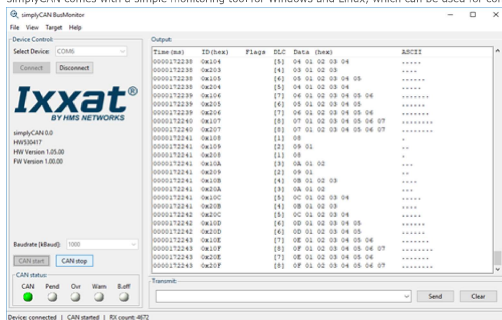 simplyCAN comes with a simple monitoring tool for Windows and Linux, which can be used for
simplyCAN BusMonitor
File View Target Help
Device Control
Select Device: COM6
Connect Disconnect
Ixxat®
BY HMS NETWORKS
simplyCAN 0.0
HW530417
HW Version 1.05.00
FW Version 1.00.00
Baudrate [kBaud]: 1000
CAN start CAN stop
CAN status:
CAN Pend Ovr Warn B.off
Output:
Time(ms) ID(hex) Flags DLC Data (hex) ASCII
0000172238 0x104 [5] 04 01 02 03 04 .....
0000172238 0x203 [4] 03 01 02 03 ....
0000172238 0x105 [6] 05 01 02 03 04 05 ......
0000172238 0x204 [5] 04 01 02 03 04 .....
0000172239 0x106 [7] 06 01 02 03 04 05 06 .......
0000172239 0x205 [6] 05 01 02 03 04 05 ......
0000172239 0x206 [7] 06 01 02 03 04 05 06 .......
0000172240 0x107 [8] 07 01 02 03 04 05 06 07 ........
0000172240 0x207 [8] 07 01 02 03 04 05 06 07 ........
0000172241 0x108 [1] 08 .
0000172241 0x109 [2] 09 01 ..
0000172241 0x208 [1] 08 .
0000172241 0x10A [3] 0A 01 02 ...
0000172241 0x209 [2] 09 01 ..
0000172241 0x10B [4] 0B 01 02 03 ....
0000172241 0x20A [3] 0A 01 02 ...
0000172241 0x10C [5] 0C 01 02 03 04 .....
0000172241 0x20B [4] 0B 01 02 03 ....
0000172242 0x20C [5] 0C 01 02 03 04 .....
0000172242 0x10D [6] 0D 01 02 03 04 05 ......
0000172242 0x20D [6] 0D 01 02 03 04 05 ......
0000172243 0x10E [7] 0E 01 02 03 04 05 06 .......
0000172243 0x10F [8] 0F 01 02 03 04 05 06 07 ........
0000172243 0x20E [7] 0E 01 02 03 04 05 06 .......
0000172243 0x20F [8] 0F 01 02 03 04 05 06 07 ........
Transmit:
Send Clear
Device: connected | CAN started | RX count: 4672